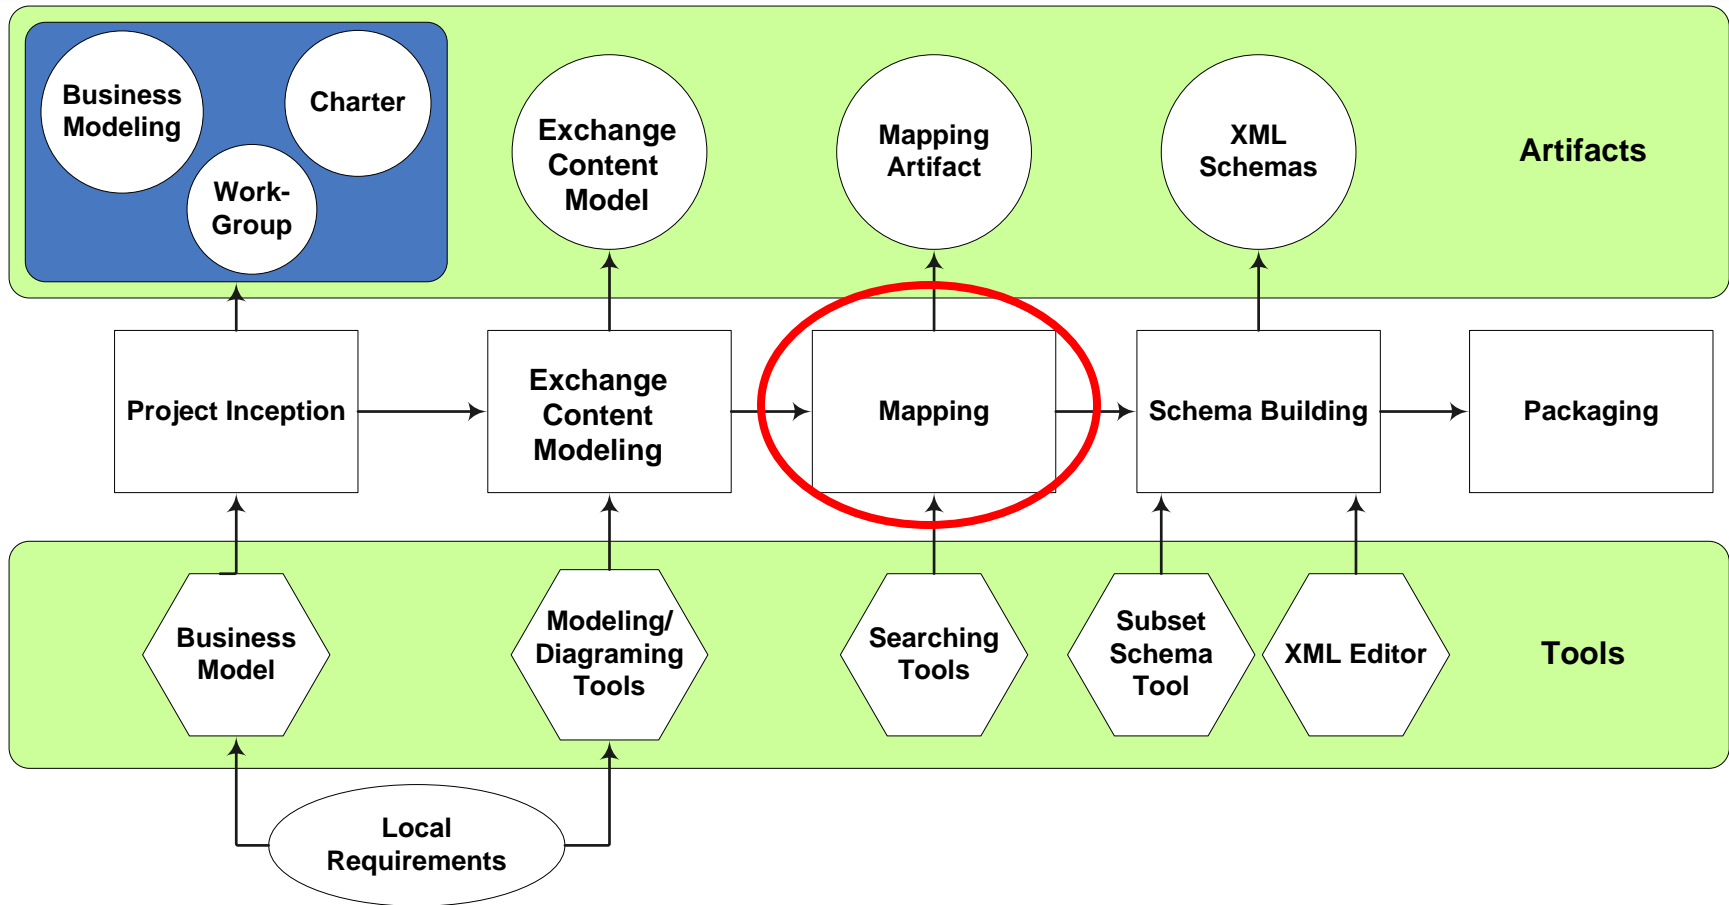 Business
Modeling
Charter
Work-
Group
Exchange
Content
Model
Mapping
Artifact
XML
Schemas
Artifacts
Project Inception
Exchange
Content
Modeling
Mapping
Schema Building
Packaging
Business
Model
Modeling/
Diagraming
Tools
Searching
Tools
Subset
Schema
Tool
XML Editor
Tools
Local
Requirements